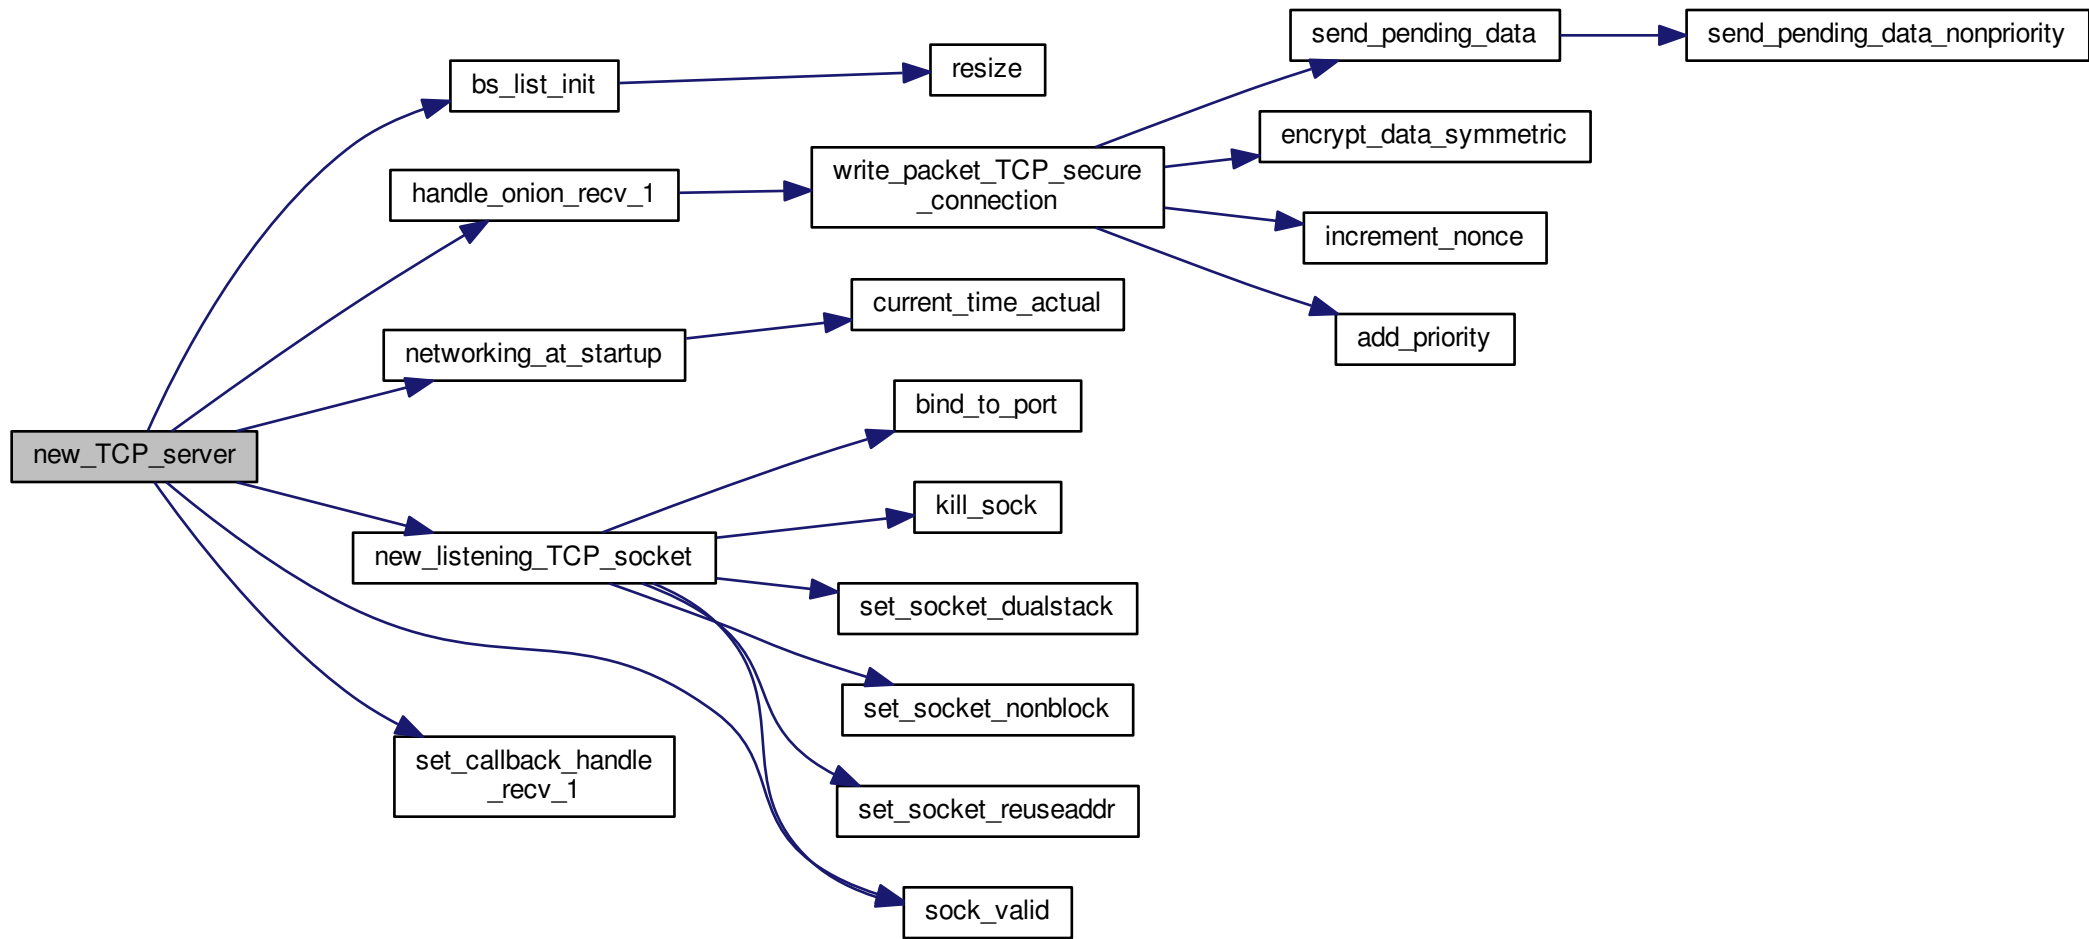 send_pending_data
send_pending_data_nonpriority
resize
bs_list_init
encrypt_data_symmetric
write_packet_TCP_secure
_connection
handle_onion_recv_1
increment_nonce
current_time_actual
add_priority
networking_at_startup
bind_to_port
new_TCP_server
kill_sock
new_listening_TCP_socket
set_socket_dualstack
set_socket_nonblock
set_callback_handle
_recv_1
set_socket_reuseaddr
sock_valid